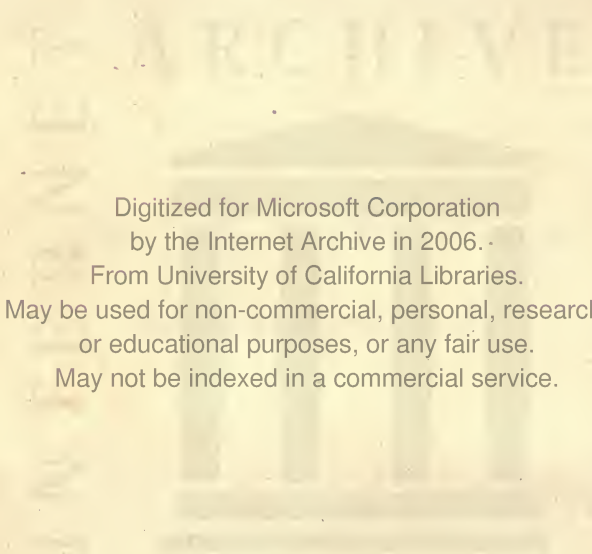 ARCHIVE
Digitized for Microsoft Corporation
by the Internet Archive in 2006.
From University of California Libraries.
May be used for non-commercial, personal, research
or educational purposes, or any fair use.
May not be indexed in a commercial service.